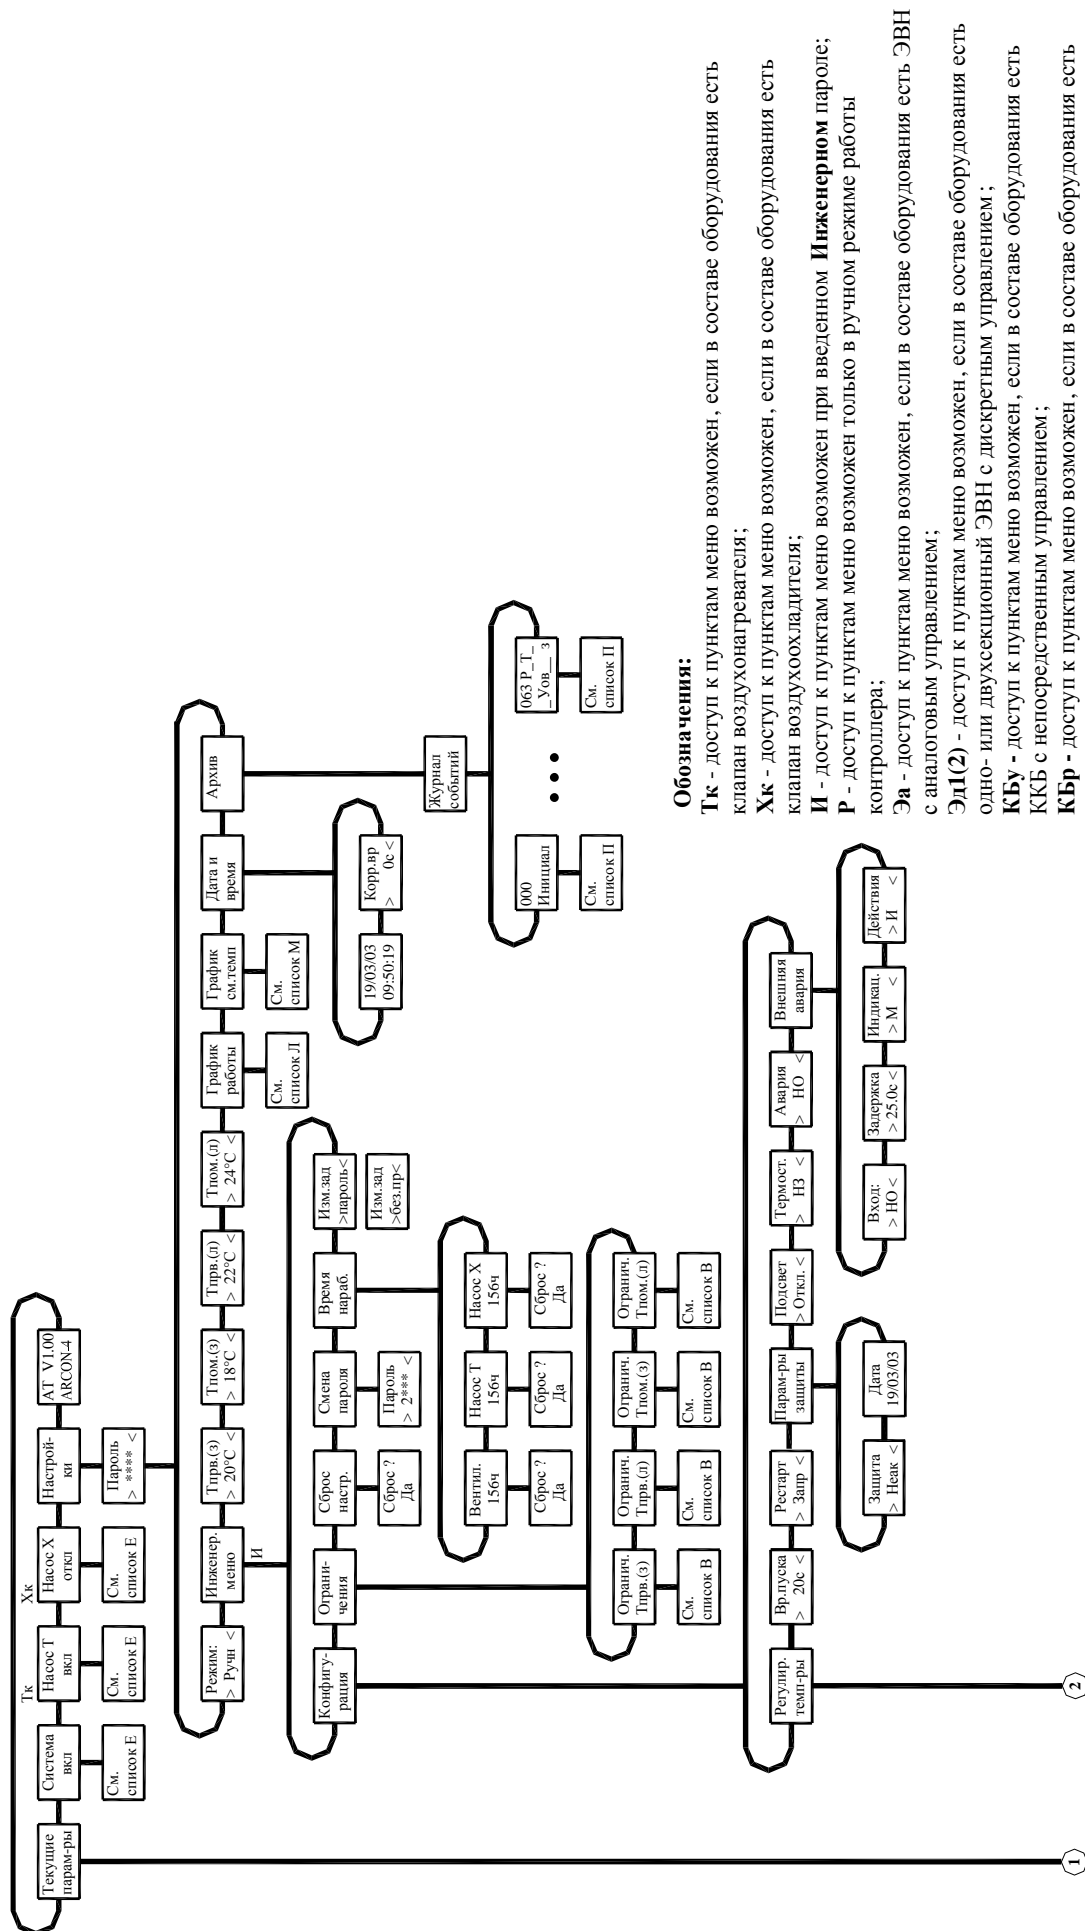 Текущие
парам-ры
Система
вкл
См.
список Е
Тк
Насос Т
вкл
См.
список Е
Хк
Насос Х
откл
См.
список Е
Настрой-
ки
Пароль
> **** <
AT V1.00
ARCON-4
Режим:
> Ручн <
Инженер.
меню
И
Тпрв.(з)
> 20°С <
Тпом.(з)
> 18°С <
Тпрв.(л)
> 22°С <
Тпом.(л)
> 24°С <
График
работы
См.
список Л
График
см.темп
См.
список М
Дата и
время
Архив
19/03/03
09:50:19
Корр.вр
> 0с <
Журнал
событий
000
Инициал
См.
список П
• • •
063 Р_Т_
_Уов__ з
См.
список П
Конфигу-
рация
Ограни-
чения
Сброс
настр.
Сброс ?
Да
Смена
пароля
Пароль
> 2*** <
Время
нараб.
Изм.зад
>пароль<
Изм.зад
>без.пр<
Вентил.
156ч
Сброс ?
Да
Насос Т
156ч
Сброс ?
Да
Насос Х
156ч
Сброс ?
Да
Огранич.
Тпрв.(з)
См.
список В
Огранич.
Тпрв.(л)
См.
список В
Огранич.
Тпом.(з)
См.
список В
Огранич.
Тпом.(л)
См.
список В
Регулир.
темп-ры
Вр.пуска
> 20с <
Рестарт
> Запр <
Парам-ры
защиты
Подсвет
> Откл. <
Термост.
> НЗ <
Авария
> НО <
Внешняя
авария
Защита
> Неак <
Дата
19/03/03
Вход:
> НО <
Задержка
> 25.0с <
Индикац.
> М <
Действия
> И <
1
2
Обозначения:
Тк - доступ к пунктам меню возможен, если в составе оборудования есть
клапан воздухонагревателя;
Хк - доступ к пунктам меню возможен, если в составе оборудования есть
клапан воздухоохладителя;
И - доступ к пунктам меню возможен при введенном Инженерном пароле;
Р - доступ к пунктам меню возможен только в ручном режиме работы
контроллера;
Эа - доступ к пунктам меню возможен, если в составе оборудования есть ЭВН
с аналоговым управлением;
Эд1(2) - доступ к пунктам меню возможен, если в составе оборудования есть
одно- или двухсекционный ЭВН с дискретным управлением;
КБу - доступ к пунктам меню возможен, если в составе оборудования есть
ККБ с непосредственным управлением;
КБр - доступ к пунктам меню возможен, если в составе оборудования есть